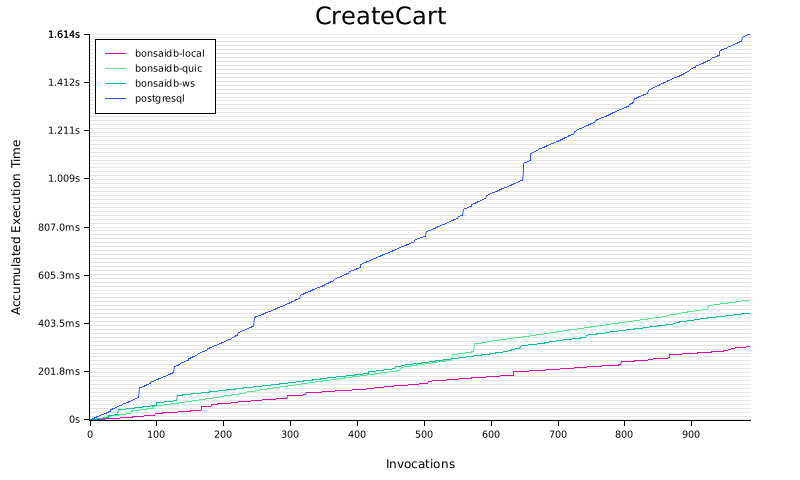 CreateCart
1.614s
bonsaidb-local
bonsaidb-quic
bonsaidb-ws
postgresql
1.412s
1.211s
1.009s
807.0ms
605.3ms
403.5ms
201.8ms
0s
Accumulated Execution Time
0 100 200 300 400 500 600 700 800 900
Invocations